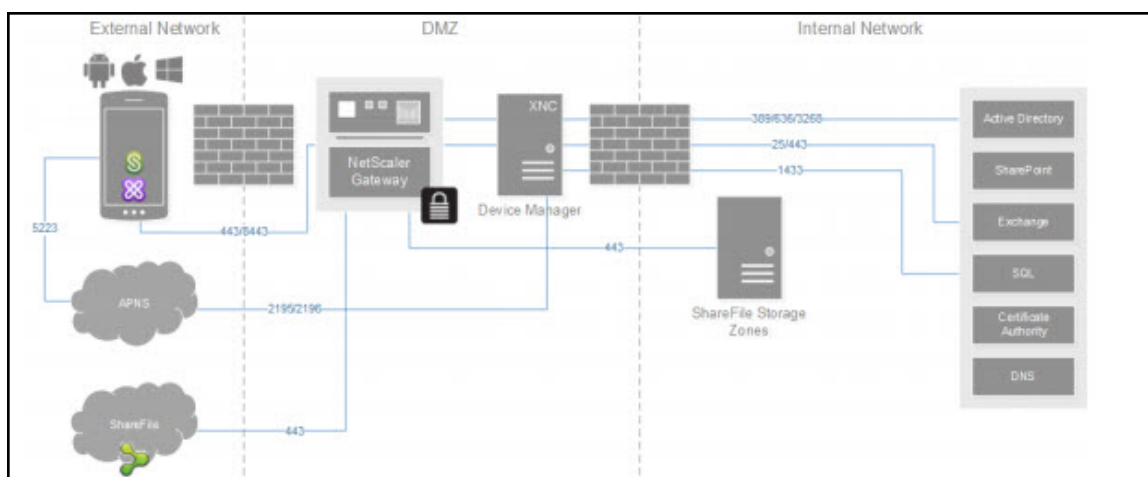 External Network
DMZ
Internal Network
XNC
389/636/3268
Active Directory
25/443
NetScaler
Gateway
1433
SharePoint
Device Manager
5223
443/8443
443
Exchange
SQL
APNS
2195/2196
ShareFile Storage
Zones
Certificate
Authority
DNS
ShareFile
443